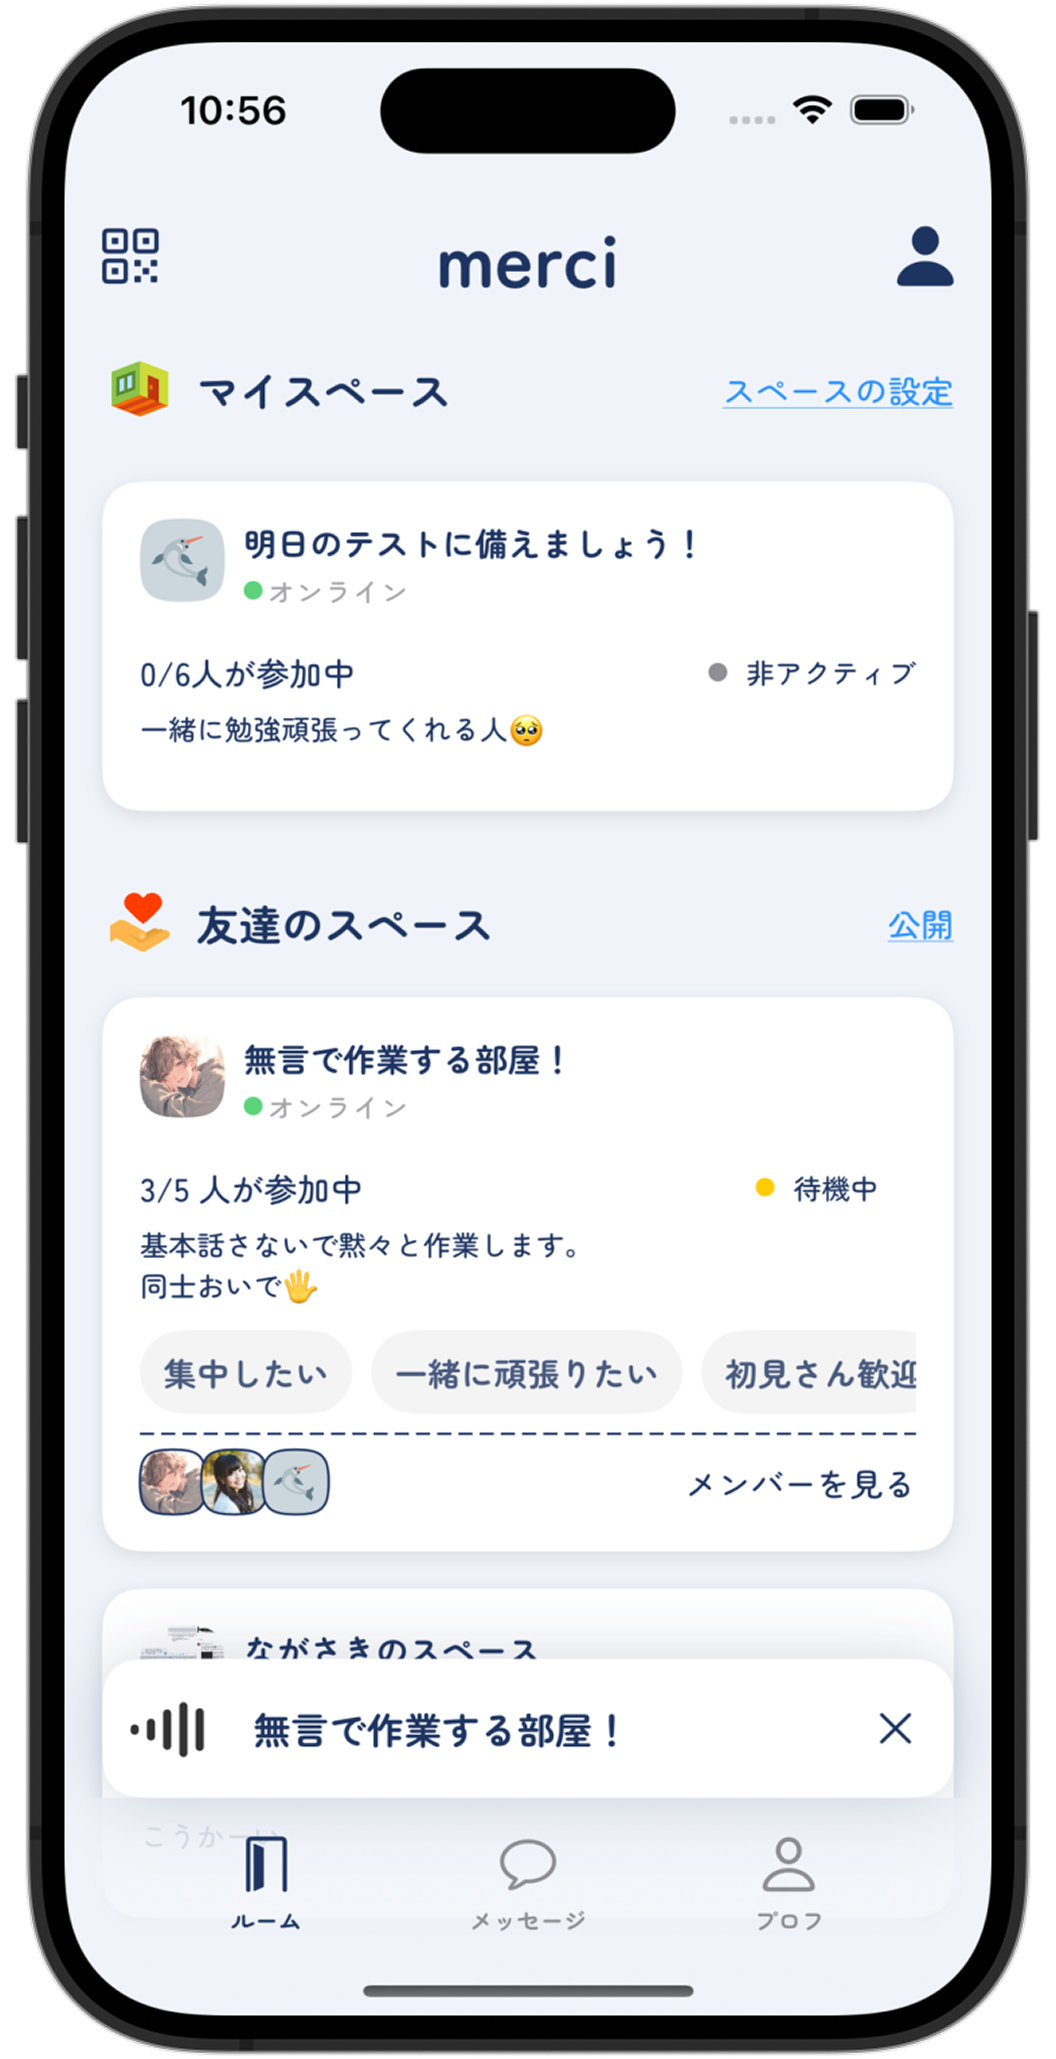 10:56
merci
マイスペース
スペースの設定
明日のテストに備えましょう！
オンライン
0/6人が参加中
非アクティブ
一緒に勉強頑張ってくれる人🥺
友達のスペース
公開
無言で作業する部屋！
オンライン
3/5 人が参加中
待機中
基本話さないで黙々と作業します。
同士おいで🖐️
集中したい
一緒に頑張りたい
初見さん歓迎
メンバーを見る
ながさきのスペース
無言で作業する部屋！
こうかーい
ルーム
メッセージ
プロフ